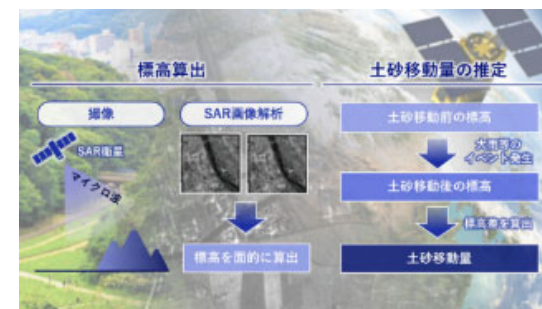 標高算出
撮像
SAR衛星
マイクロ波
SAR画像解析
標高を面的に算出
土砂移動量の推定
土砂移動前の標高
大雨等の
イベント発生
土砂移動後の標高
標高差を算出
土砂移動量